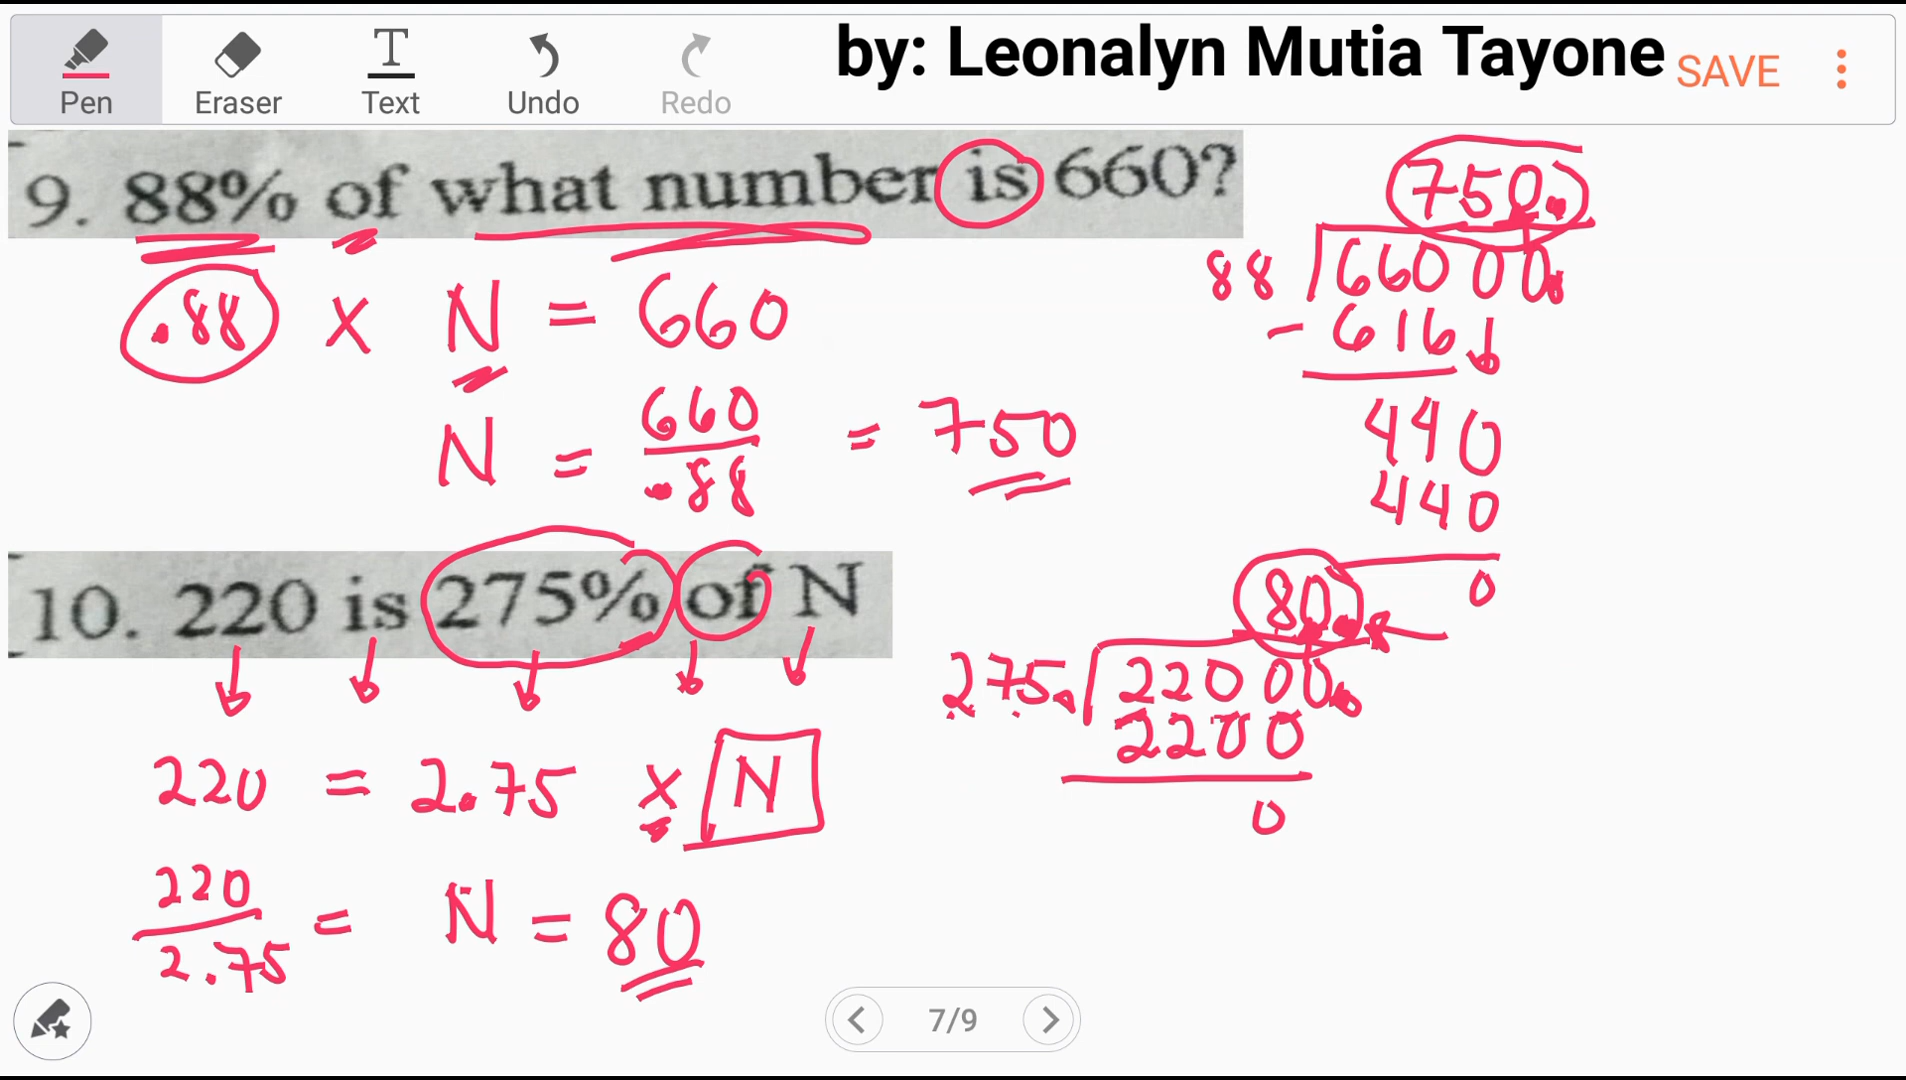 Pen Eraser Text Undo Redo by: Leonalyn Mutia Tayone SAVE
9. 88% of what number is 660?
.88 x N = 660
N = 660/.88 = 750
750.
88 66000.
- 616
440
440
0
10. 220 is 275% of N
220 = 2.75 x N
220/2.75 = N = 80
80.
275. 22000.
2200
0
7/9